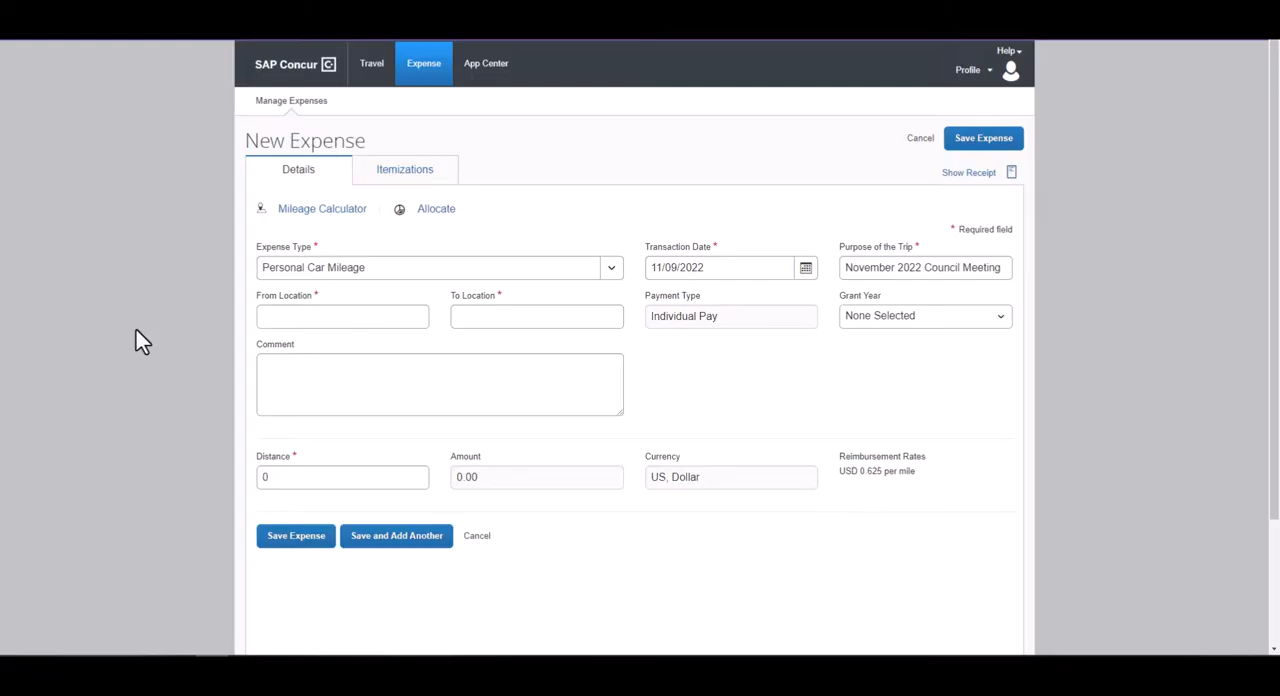 SAP Concur C Travel Expense App Center Help
Profile
Manage Expenses
New Expense Cancel Save Expense
Details Itemizations Show Receipt
Mileage Calculator Allocate
* Required field
Expense Type * Transaction Date * Purpose of the Trip *
Personal Car Mileage 11/09/2022 November 2022 Council Meeting
From Location * To Location * Payment Type Grant Year
Individual Pay None Selected
Comment
Distance * Amount Currency Reimbursement Rates
0 0.00 US, Dollar USD 0.625 per mile
Save Expense Save and Add Another Cancel